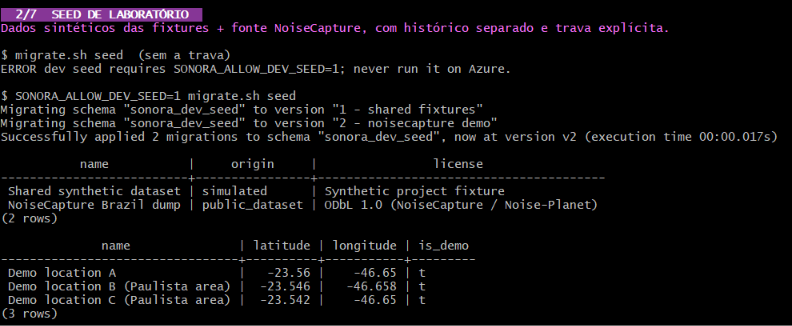 2/7 SEED DE LABORATÓRIO
Dados sintéticos das fixtures + fonte NoiseCapture, com histórico separado e trava explícita.
$ migrate.sh seed (sem a trava)
ERROR dev seed requires SONORA_ALLOW_DEV_SEED=1; never run it on Azure.
$ SONORA_ALLOW_DEV_SEED=1 migrate.sh seed
Migrating schema "sonora_dev_seed" to version "1 - shared fixtures"
Migrating schema "sonora_dev_seed" to version "2 - noisecapture demo"
Successfully applied 2 migrations to schema "sonora_dev_seed", now at version v2 (execution time 00:00.017s)
name | origin | license
---------------------------+----------------+---------------------------------------
Shared synthetic dataset | simulated | Synthetic project fixture
NoiseCapture Brazil dump | public_dataset | ODbL 1.0 (NoiseCapture / Noise-Planet)
(2 rows)
name | latitude | longitude | is_demo
---------------------------------+----------+-----------+---------
Demo location A | -23.56 | -46.65 | t
Demo location B (Paulista area) | -23.546 | -46.658 | t
Demo location C (Paulista area) | -23.542 | -46.65 | t
(3 rows)